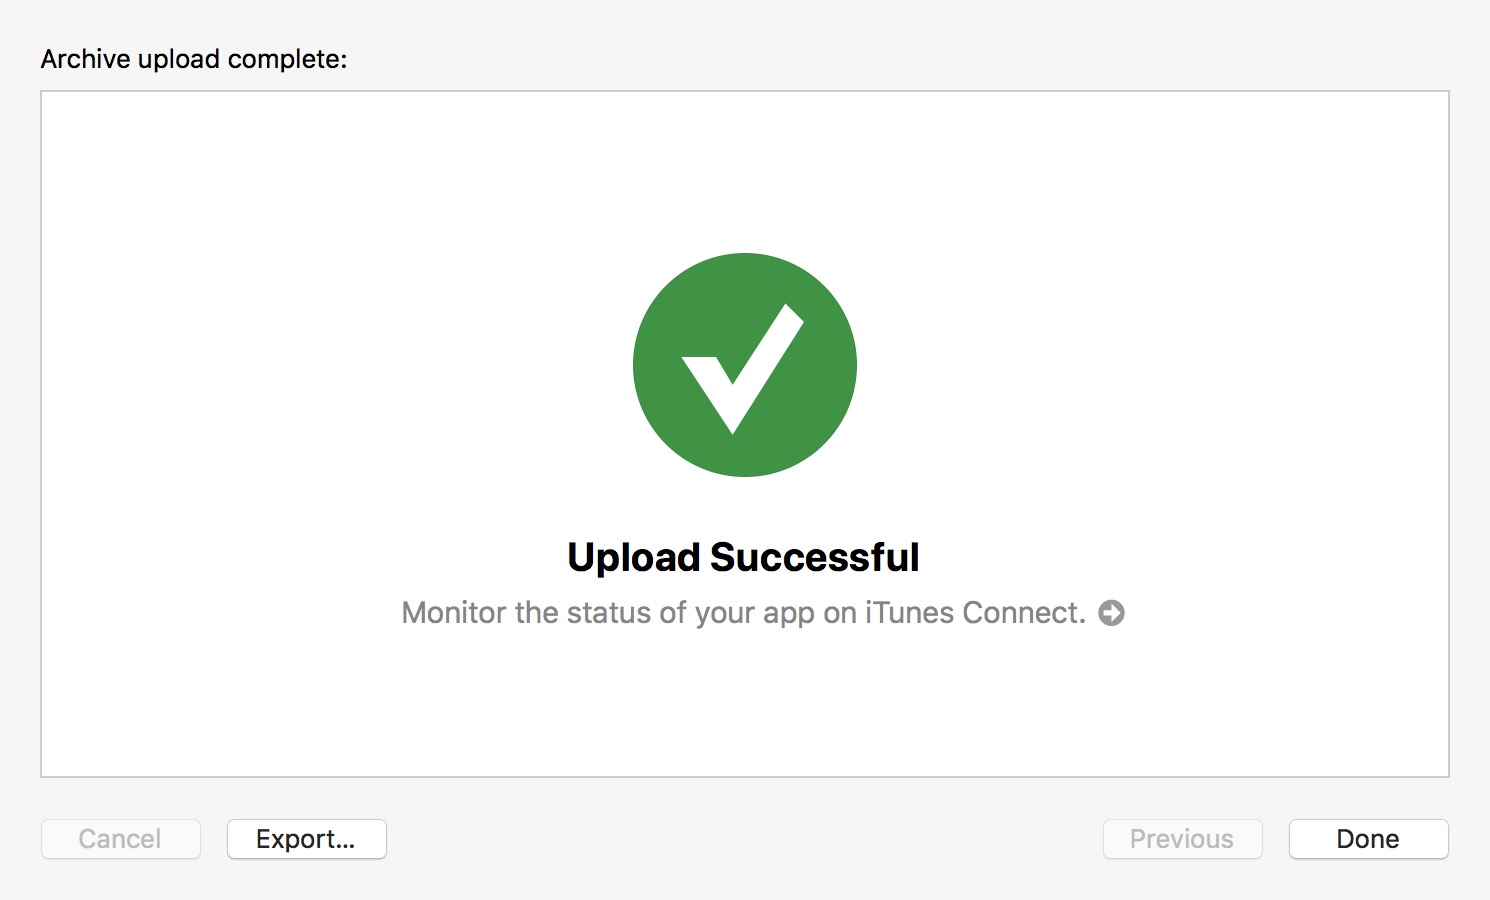 Archive upload complete:
Upload Successful
Monitor the status of your app on iTunes Connect.
Cancel
Export...
Previous
Done